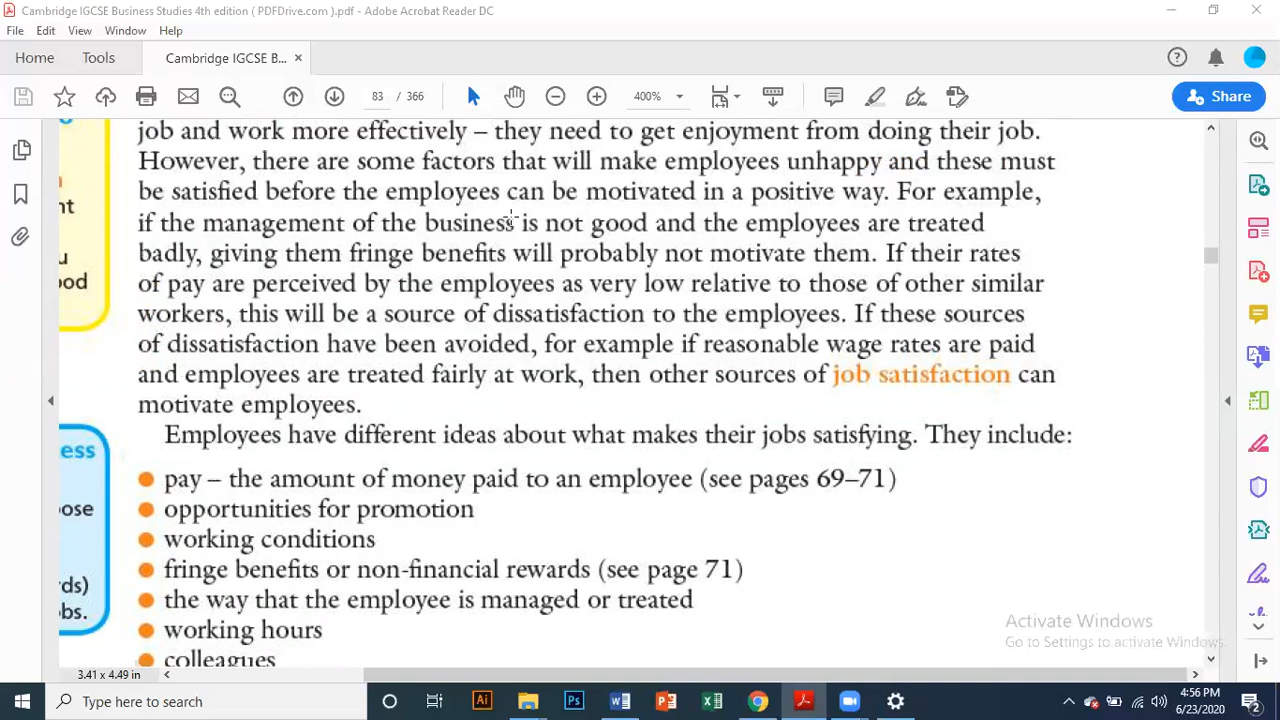 Cambridge IGCSE Business Studies 4th edition ( PDFDrive.com ).pdf - Adobe Acrobat Reader DC
File Edit View Window Help
Home Tools Cambridge IGCSE B... ×
83 / 366 400% Share
job and work more effectively – they need to get enjoyment from doing their job.
However, there are some factors that will make employees unhappy and these must
be satisfied before the employees can be motivated in a positive way. For example,
nt
if the management of the business is not good and the employees are treated
u
badly, giving them fringe benefits will probably not motivate them. If their rates
ood
of pay are perceived by the employees as very low relative to those of other similar
workers, this will be a source of dissatisfaction to the employees. If these sources
of dissatisfaction have been avoided, for example if reasonable wage rates are paid
and employees are treated fairly at work, then other sources of job satisfaction can
motivate employees.
Employees have different ideas about what makes their jobs satisfying. They include:
ess
pay – the amount of money paid to an employee (see pages 69–71)
opportunities for promotion
ose
working conditions
fringe benefits or non-financial rewards (see page 71)
rds)
the way that the employee is managed or treated
bs.
working hours
colleagues
Activate Windows
Go to Settings to activate Windows.
3.41 x 4.49 in
Type here to search
4:56 PM
6/23/2020
2